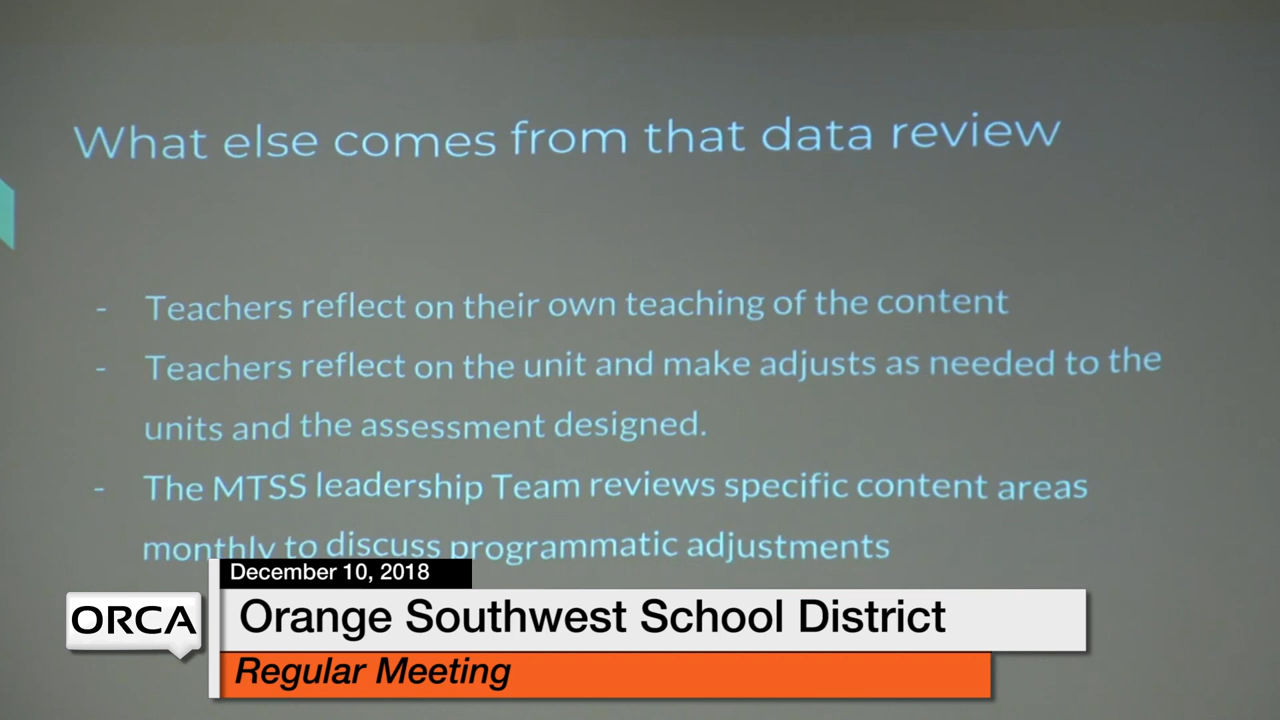 What else comes from that data review
- Teachers reflect on their own teaching of the content
- Teachers reflect on the unit and make adjusts as needed to the
units and the assessment designed.
- The MTSS leadership Team reviews specific content areas
monthly to discuss programmatic adjustments
December 10, 2018
ORCA
Orange Southwest School District
Regular Meeting